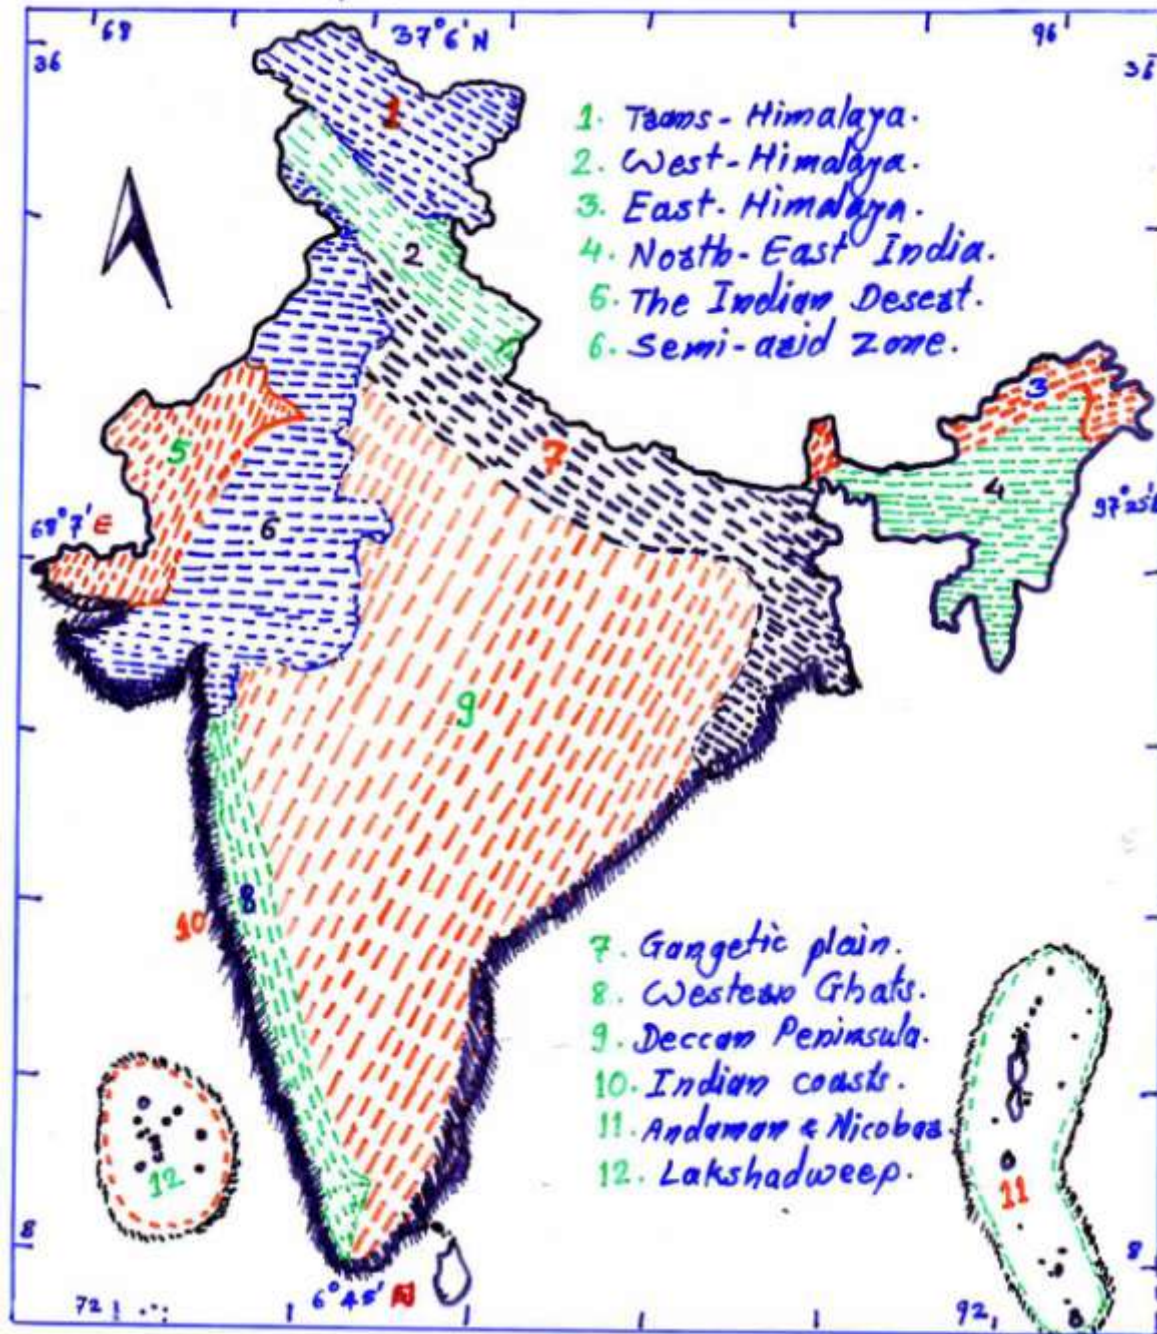 68
37°6'N
96
36
36
1
1. Trans-Himalaya.
2. West-Himalaya.
3. East-Himalaya.
4. North-East India.
5. The Indian Desert.
6. Semi-arid Zone.
2
3
5
7
4
68°7' E
6
97°25'E
9
8
10
7. Gangetic plain.
8. Western Ghats.
9. Deccan Peninsula.
10. Indian coasts.
11. Andaman & Nicobar.
12. Lakshadweep.
12
11
8
8
72
6°45' N
92